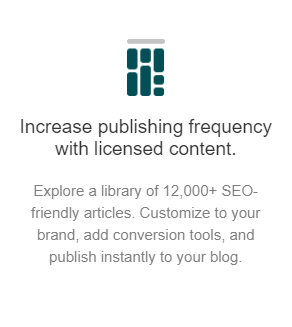 Increase publishing frequency
with licensed content.
Explore a library of 12,000+ SEO-
friendly articles. Customize to your
brand, add conversion tools, and
publish instantly to your blog.